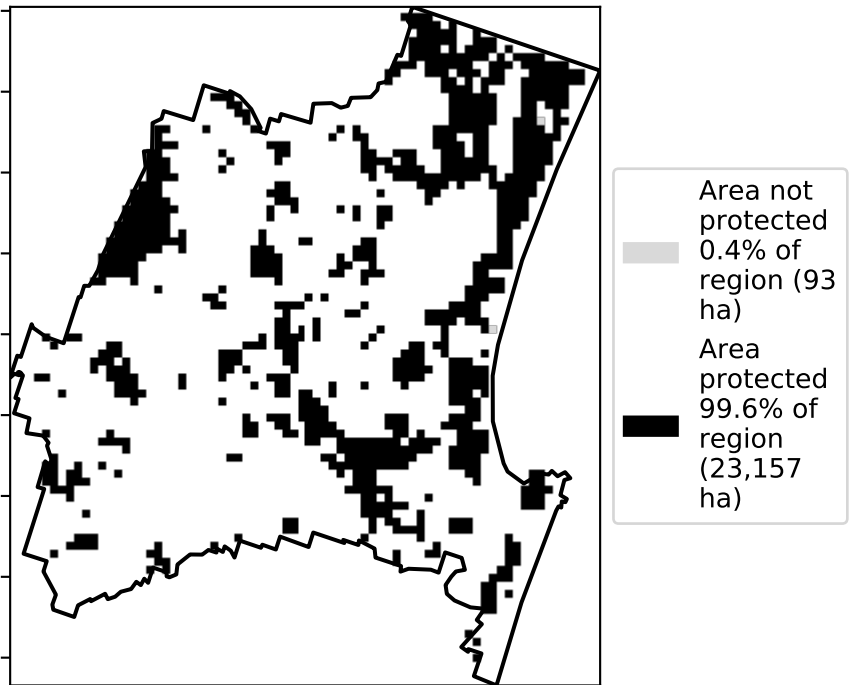 Area not
protected
0.4% of
region (93
ha)
Area
protected
99.6% of
region
(23,157
ha)